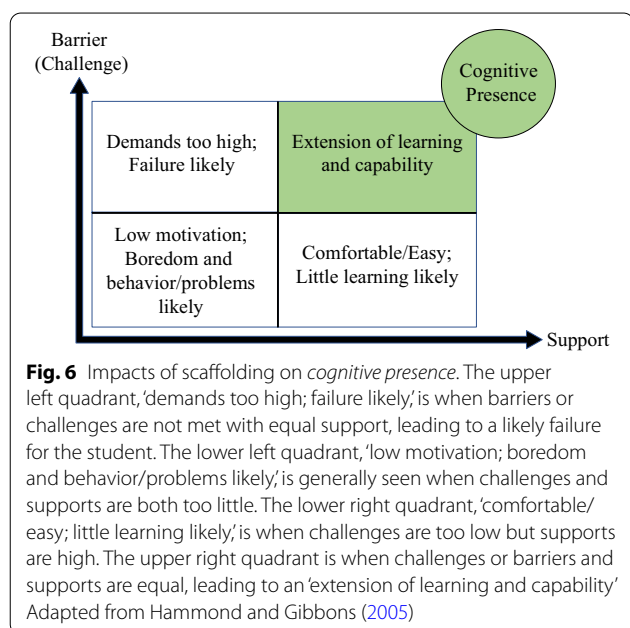 Barrier
(Challenge)
Cognitive
Presence
Demands too high;
Failure likely
Extension of learning
and capability
Low motivation;
Boredom and
behavior/problems
likely
Comfortable/Easy;
Little learning likely
Support
Fig. 6 Impacts of scaffolding on cognitive presence. The upper
left quadrant, ‘demands too high; failure likely,’ is when barriers or
challenges are not met with equal support, leading to a likely failure
for the student. The lower left quadrant, ‘low motivation; boredom
and behavior/problems likely,’ is generally seen when challenges and
supports are both too little. The lower right quadrant, ‘comfortable/
easy; little learning likely,’ is when challenges are too low but supports
are high. The upper right quadrant is when challenges or barriers and
supports are equal, leading to an ‘extension of learning and capability’
Adapted from Hammond and Gibbons (2005)